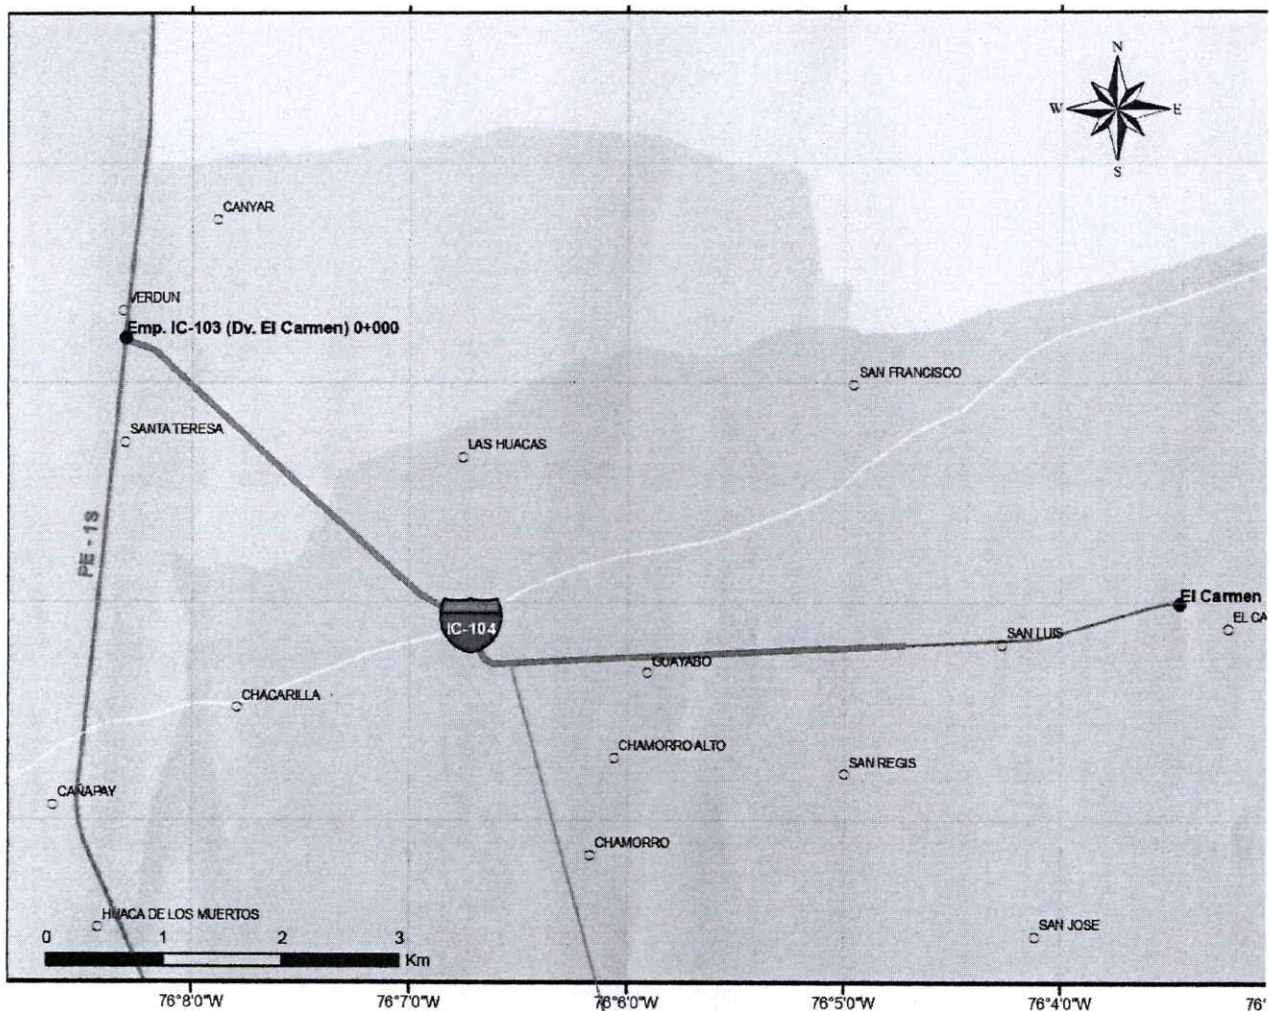 N
W E
S
CANYAR
VERDUN
Emp. IC-103 (Dv. El Carmen) 0+000
SAN FRANCISCO
SANTA TERESA
LAS HUACAS
PE - 1S
El Carmen
IC-104
EL CA
SAN LUIS
GUAYABO
CHACARILLA
CHAMORRO ALTO
SAN REGIS
CAÑAPAY
CHAMORRO
HUACA DE LOS MUERTOS
SAN JOSE
0 1 2 3
Km
76°8'0"W 76°7'0"W 76°6'0"W 76°5'0"W 76°4'0"W 76°